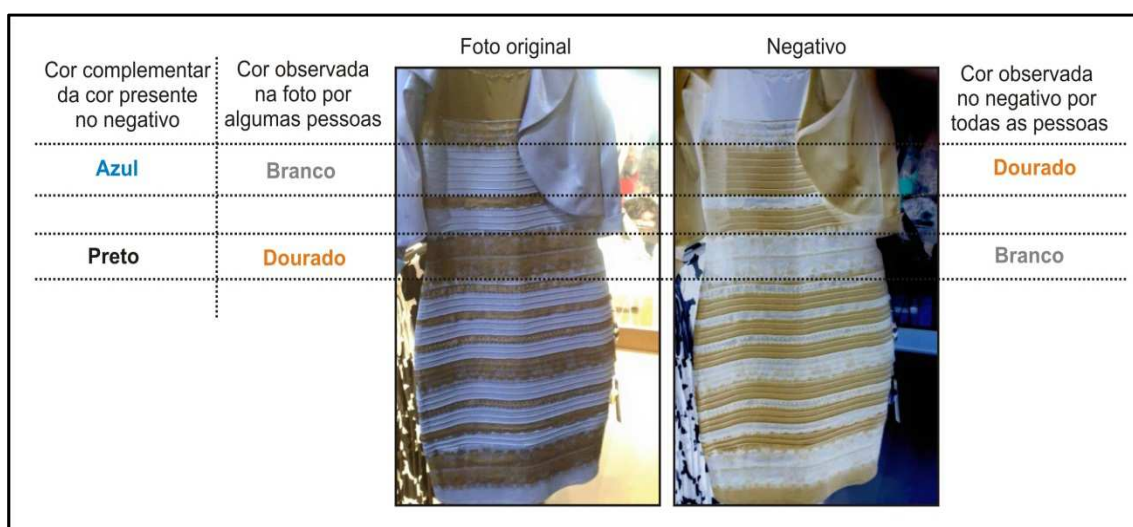 Foto original
Negativo
Cor complementar
da cor presente
no negativo
Cor observada
na foto por
algumas pessoas
Cor observada
no negativo por
todas as pessoas
Azul
Branco
Dourado
Preto
Dourado
Branco